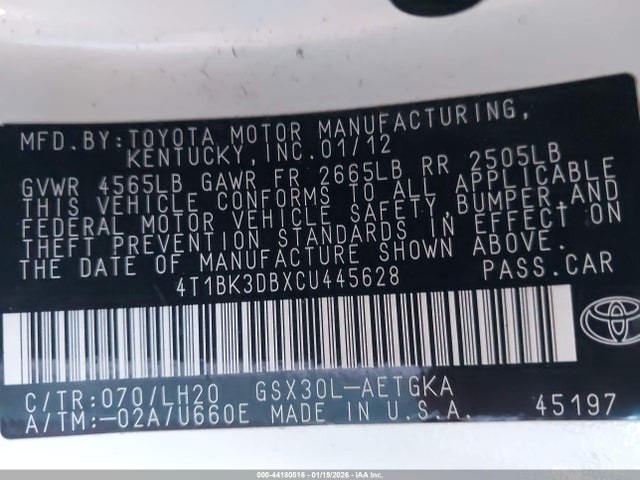 MFD.BY:TOYOTA MOTOR MANUFACTURING,
KENTUCKY, INC. 01/12
GVWR 4565LB GAWR FR 2665LB RR 2505LB
THIS VEHICLE CONFORMS TO ALL APPLICABLE
FEDERAL MOTOR VEHICLE SAFETY, BUMPER, AND
THEFT PREVENTION STANDARDS IN EFFECT ON
THE DATE OF MANUFACTURE SHOWN ABOVE.
4T1BK3DBXCU445628 PASS.CAR
C/TR:070/LH20 GSX30L-AETGKA
A/TM:-02A/U660E MADE IN U.S.A. 45197
000-44180516 - 01/19/2026 - IAA Inc.